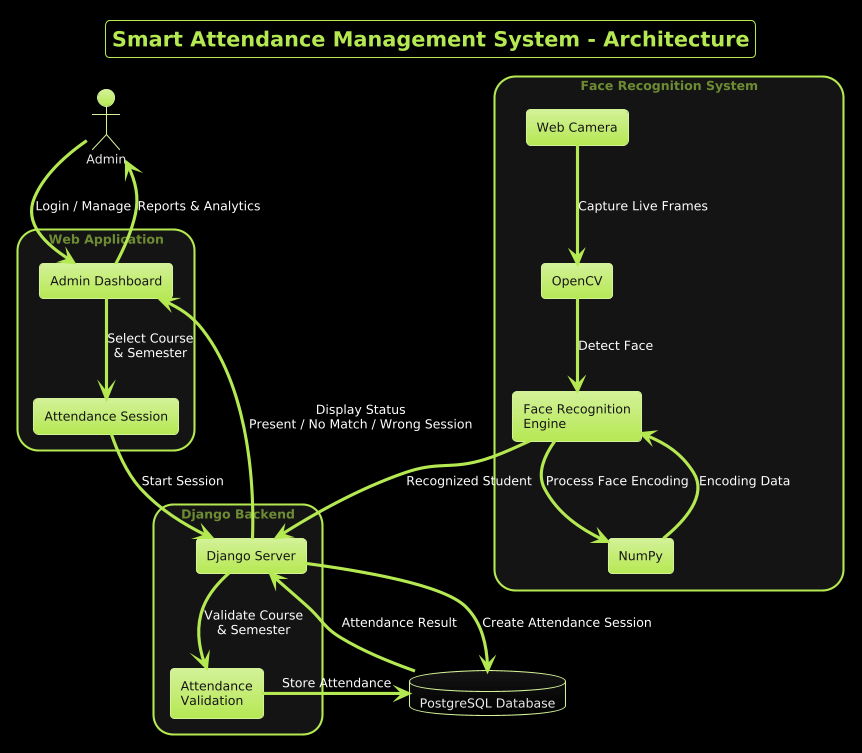 Smart Attendance Management System - Architecture
Face Recognition System
Web Camera
Admin
Login / Manage
Reports & Analytics
Capture Live Frames
Web Application
Admin Dashboard
OpenCV
Select Course
& Semester
Detect Face
Attendance Session
Display Status
Present / No Match / Wrong Session
Face Recognition
Engine
Start Session
Recognized Student
Process Face Encoding
Encoding Data
Django Backend
Django Server
NumPy
Validate Course
& Semester
Attendance Result
Create Attendance Session
Attendance
Validation
Store Attendance
PostgreSQL Database